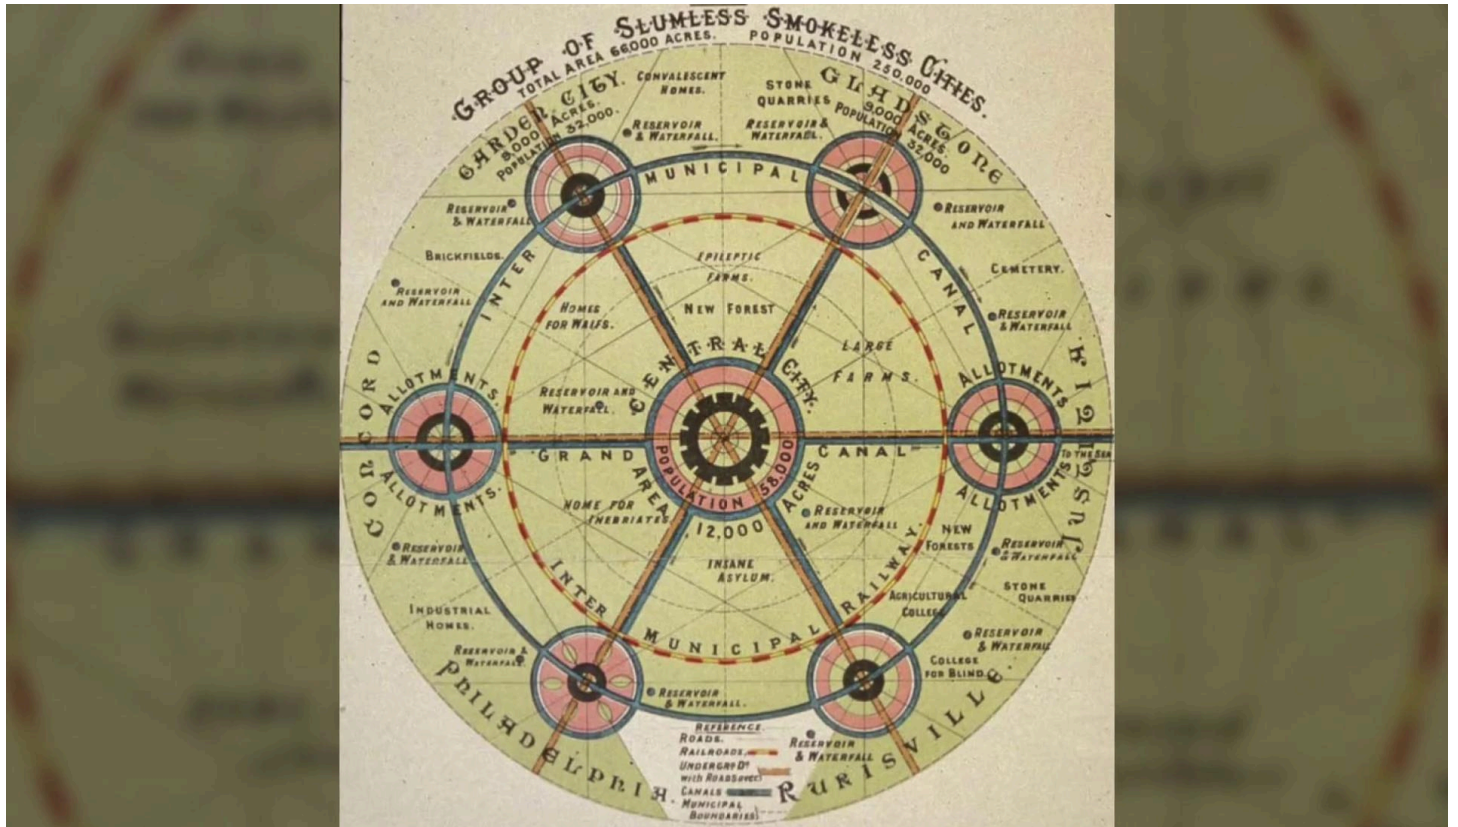 GROUP OF SLUMLESS SMOKELESS CITIES.
TOTAL AREA 66,000 ACRES. POPULATION 250,000
GARDEN CITY.
9,000 ACRES.
POPULATION 32,000.
CONVALESCENT
HOMES.
STONE
QUARRIES
GLADSTONE
9,000 ACRES.
POPULATION 32,000
RESERVOIR
& WATERFALL.
RESERVOIR &
WATERFALL.
INTER MUNICIPAL CANAL
RESERVOIR
& WATERFALL
RESERVOIR
AND WATERFALL
BRICKFIELDS.
EPILEPTIC
FARMS.
CEMETERY.
RESERVOIR
AND WATERFALL
HOMES
FOR WAIFS.
NEW FOREST
RESERVOIR
& WATERFALL
LARGE
FARMS.
CENTRAL CITY.
CONCORD
ALLOTMENTS.
ALLOTMENTS
RESERVOIR AND
WATERFALL.
GRAND CANAL
TO THE SEA
JUSTITIA
POPULATION 58,000
AREA 12,000 ACRES
ALLOTMENTS.
ALLOTMENTS
HOME FOR
INEBRIATES
RESERVOIR
AND WATERFALL
NEW
FORESTS
RESERVOIR
& WATERFALL
RESERVOIR
& WATERFALL
INSANE
ASYLUM.
STONE
QUARRIES
INTER MUNICIPAL RAILWAY.
AGRICULTURAL
COLLEGE
INDUSTRIAL
HOMES.
RESERVOIR
& WATERFAL
RESERVOIR &
WATERFALL
COLLEGE
FOR BLIND.
RESERVOIR
& WATERFALL.
PHILADELPHIA
RURISVILLE.
REFERENCE.
ROADS.
RAILROADS.
UNDERGRD Do
with ROADS over
CANALS
MUNICIPAL
BOUNDARIES
RESERVOIR
& WATERFALL